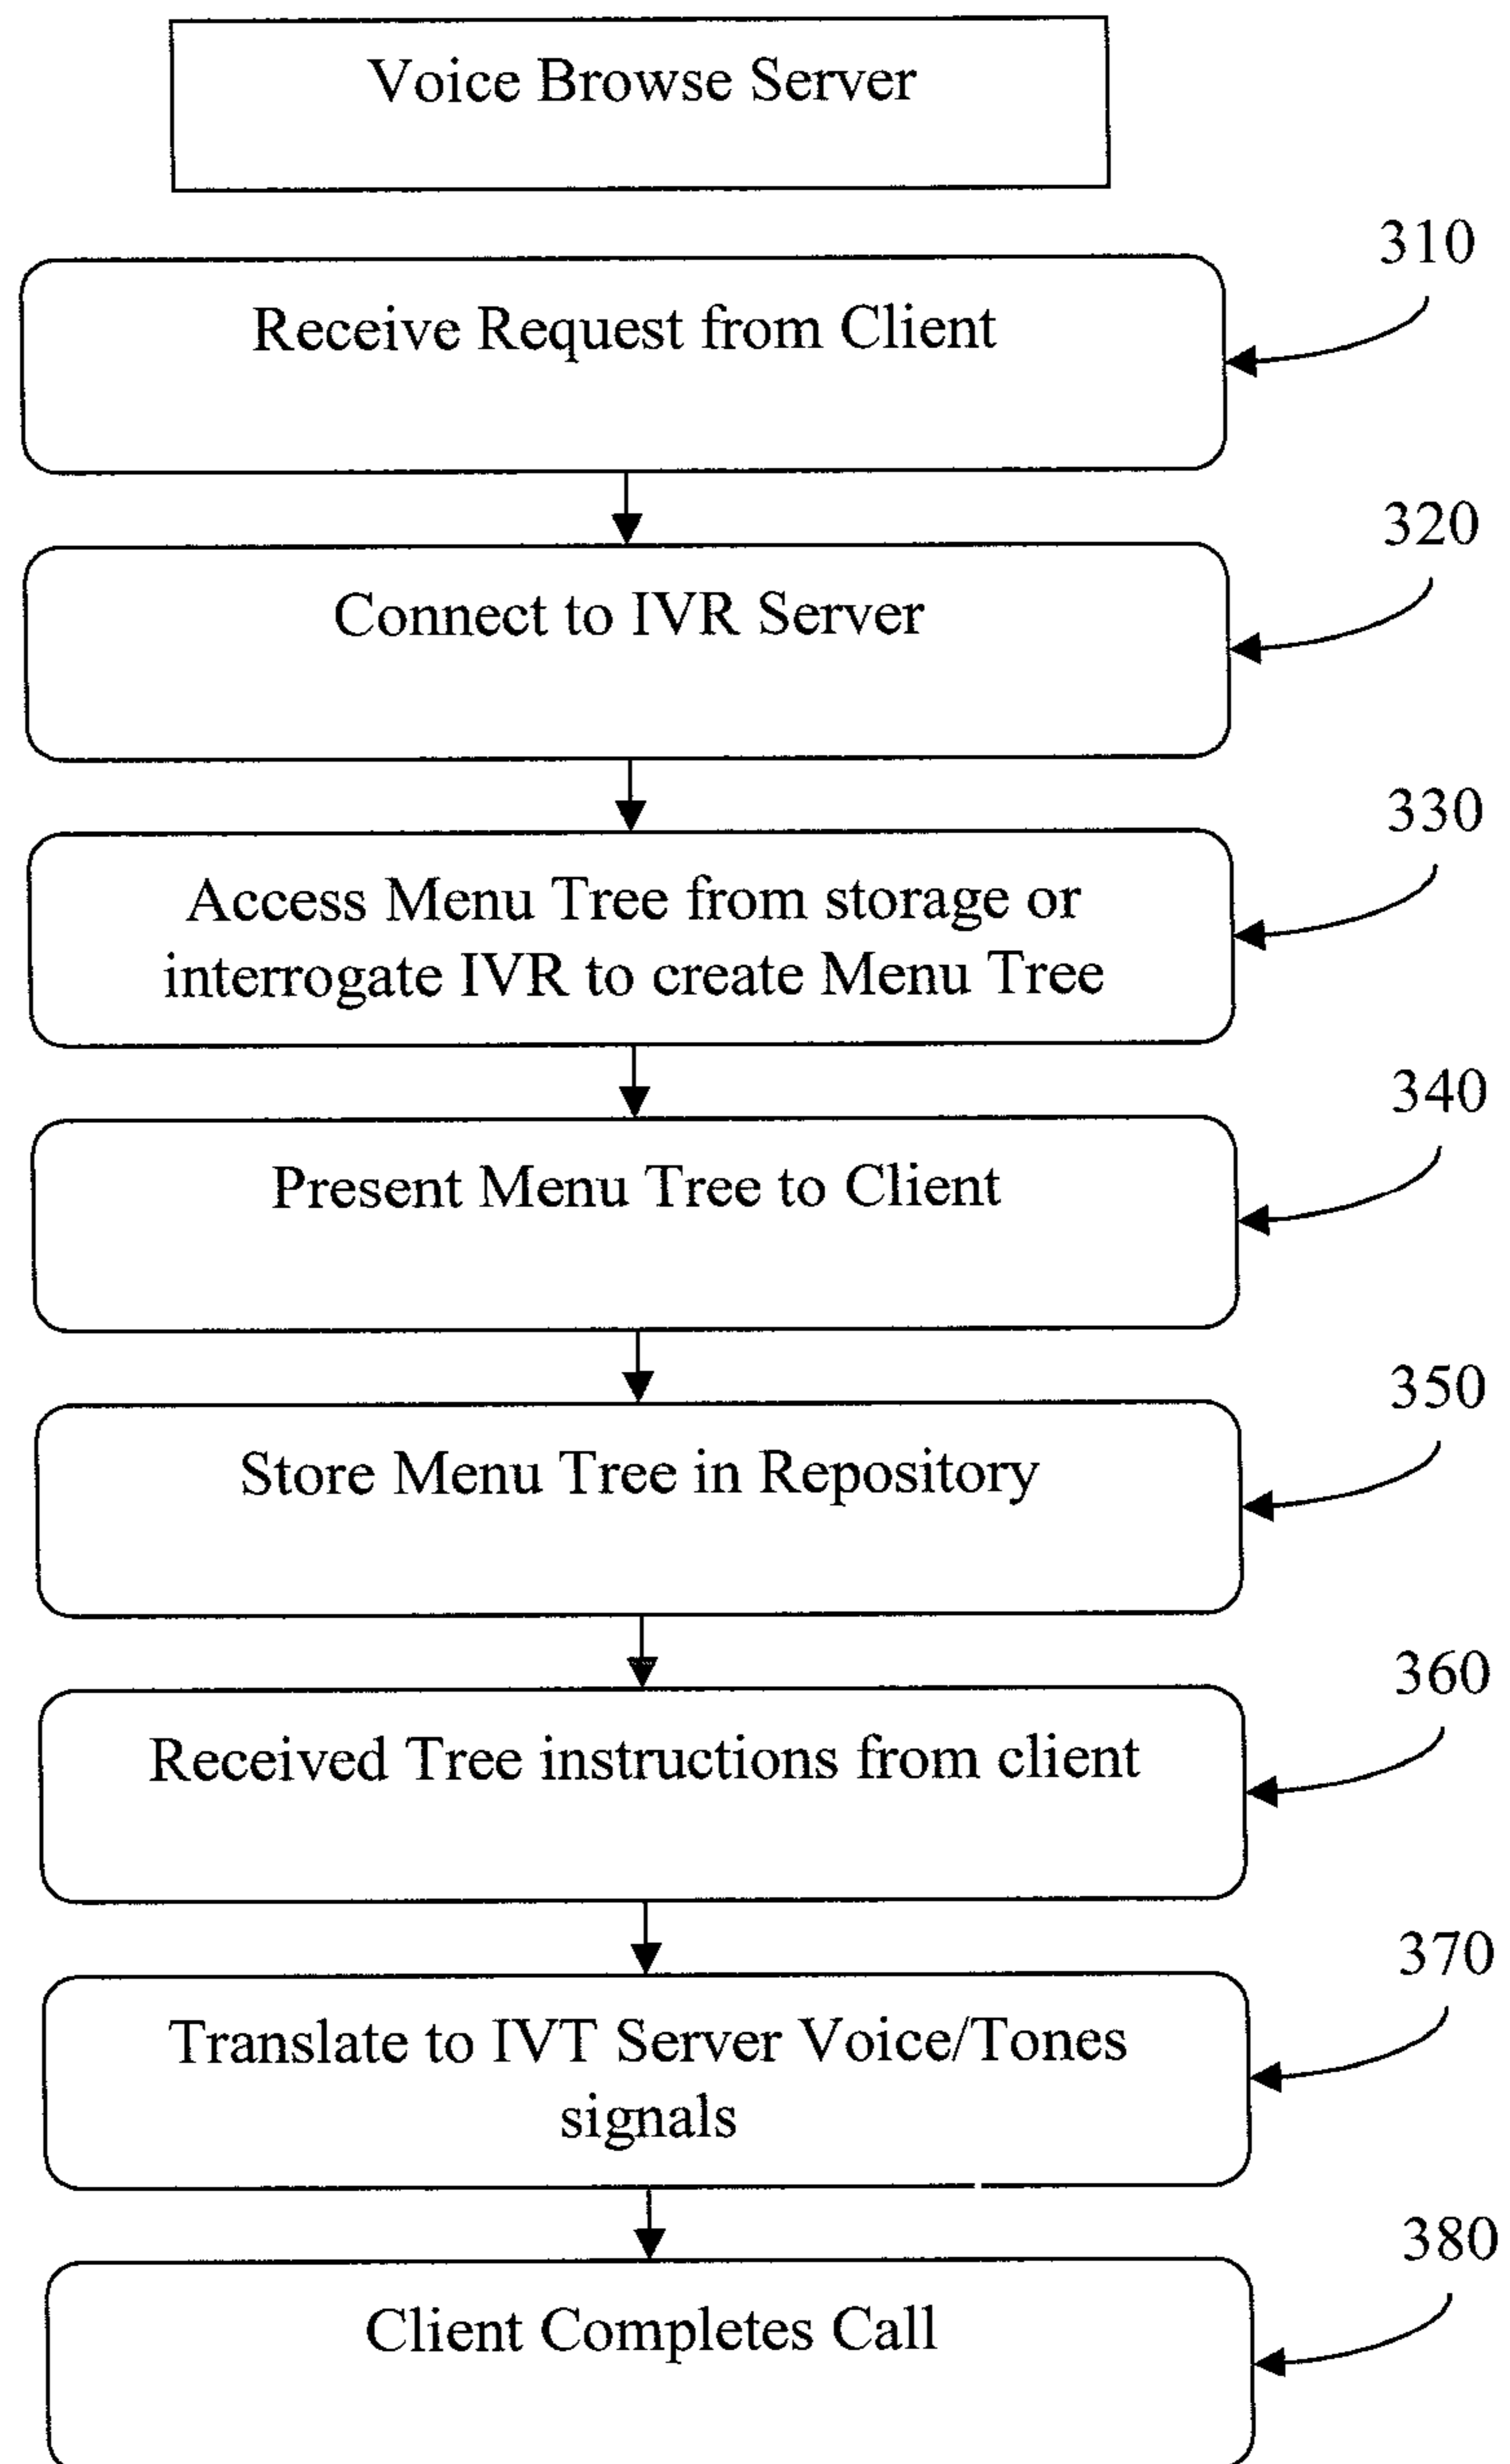 Voice Browse Server
310
Receive Request from Client
320
Connect to IVR Server
330
Access Menu Tree from storage or
interrogate IVR to create Menu Tree
340
Present Menu Tree to Client
350
Store Menu Tree in Repository
360
Received Tree instructions from client
370
Translate to IVT Server Voice/Tones
signals
380
Client Completes Call